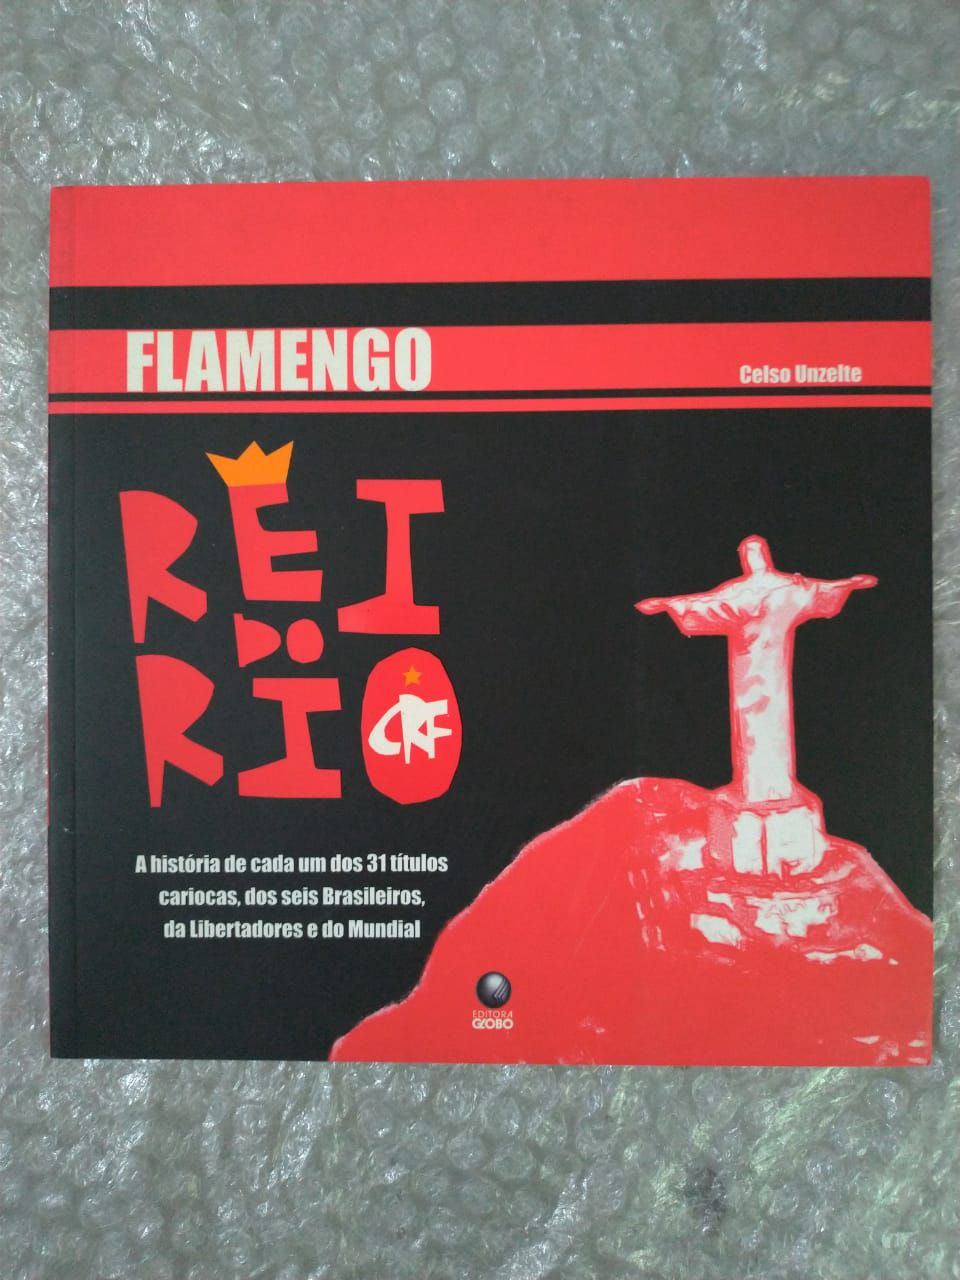 FLAMENGO
Celso Unzelte
REI
DO
RIO
CRF
A história de cada um dos 31 títulos
cariocas, dos seis Brasileiros,
da Libertadores e do Mundial
EDITORA
GLOBO